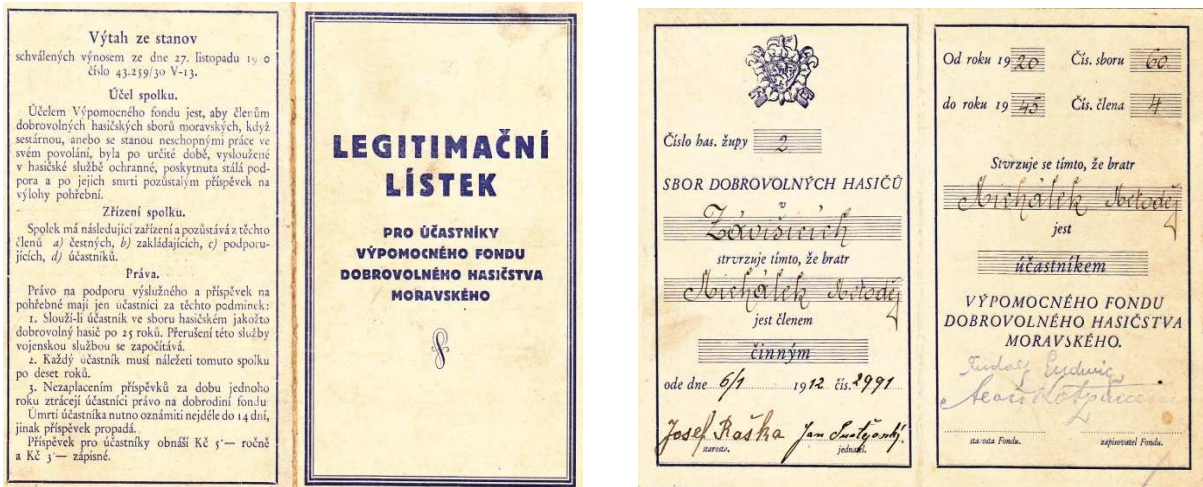 Výtah ze stanov
schválených výnosem ze dne 27. listopadu 19 0
číslo 43.259/30 V-13.
Účel spolku.
Účelem Výpomocného fondu jest, aby členům
dobrovolných hasičských sborů moravských, když
sestárnou, anebo se stanou neschopnými práce ve
svém povolání, byla po určité době, vysloužené
v hasičské službě ochranné, poskytnuta stálá pod-
pora a po jejich smrti pozůstalým příspěvek na
výlohy pohřební.
Zřízení spolku.
Spolek má následující zařízení a pozůstává z těchto
členů a) čestných, b) zakládajících, c) podporu-
jících, d) účastníků.
Práva.
Právo na podporu výslužného a příspěvek na
pohřebné mají jen účastníci za těchto podmínek:
1. Slouží-li účastník ve sboru hasičském jakožto
dobrovolný hasič po 25 roků. Přerušení této služby
vojenskou službou se započítává.
2. Každý účastník musí náležeti tomuto spolku
po deset roků.
3. Nezaplacením příspěvků za dobu jednoho
roku ztrácejí účastníci právo na dobrodiní fondu
Úmrtí účastníka nutno oznámiti nejdéle do 14 dní,
jinak příspěvek propadá.
Příspěvek pro účastníky obnáší Kč 5·— ročně
a Kč 3·— zápisné.
LEGITIMAČNÍ
LÍSTEK
PRO ÚČASTNÍKY
VÝPOMOCNÉHO FONDU
DOBROVOLNÉHO HASIČSTVA
MORAVSKÉHO
Číslo has. župy 2
SBOR DOBROVOLNÝCH HASIČŮ
v
Závišicích
stvrzuje tímto, že bratr
Michálek Metoděj
jest členem
činným
ode dne 6/1 1912 čís. 2991
Josef Raška Jan
starosta. jednatel.
Od roku 1920 Čís. sboru 60
do roku 1945 Čís. člena 4
Stvrzuje se tímto, že bratr
Michálek Metoděj
jest
účastníkem
VÝPOMOCNÉHO FONDU
DOBROVOLNÉHO HASIČSTVA
MORAVSKÉHO.
Rudolf Ludwig
starosta Fondu. zapisovatel Fondu.